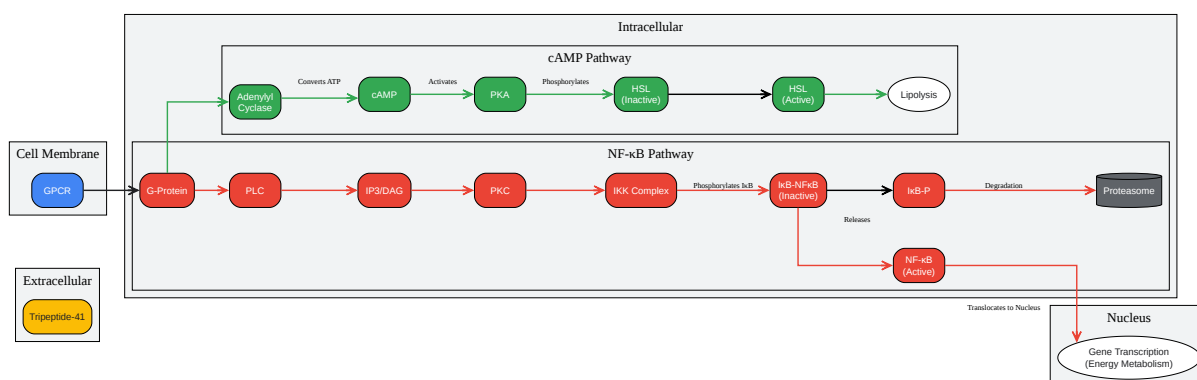 Intracellular
cAMP Pathway
Adenylyl
Cyclase
Converts ATP
cAMP
Activates
PKA
Phosphorylates
HSL
(Inactive)
HSL
(Active)
Lipolysis
Cell Membrane
GPCR
NF-κB Pathway
G-Protein
PLC
IP3/DAG
PKC
IKK Complex
Phosphorylates IκB
IκB-NFκB
(Inactive)
IκB-P
Degradation
Proteasome
Releases
NF-κB
(Active)
Extracellular
Tripeptide-41
Translocates to Nucleus
Nucleus
Gene Transcription
(Energy Metabolism)